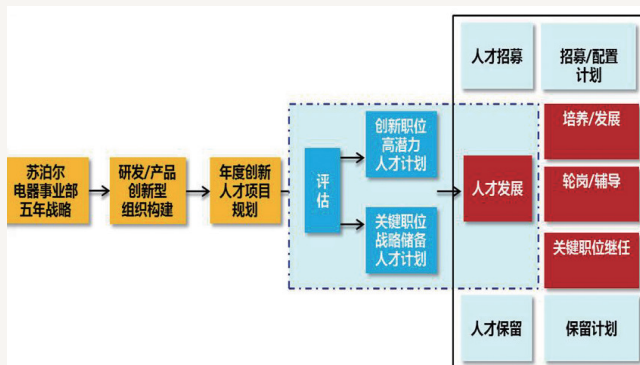 苏泊尔
电器事业部
五年战略
研发/产品
创新型
组织构建
年度创新
人才项目
规划
评
估
创新职位
高潜力
人才计划
关键职位
战略储备
人才计划
人才招募
招募/配置
计划
人才发展
培养/发展
轮岗/辅导
关键职位继任
人才保留
保留计划